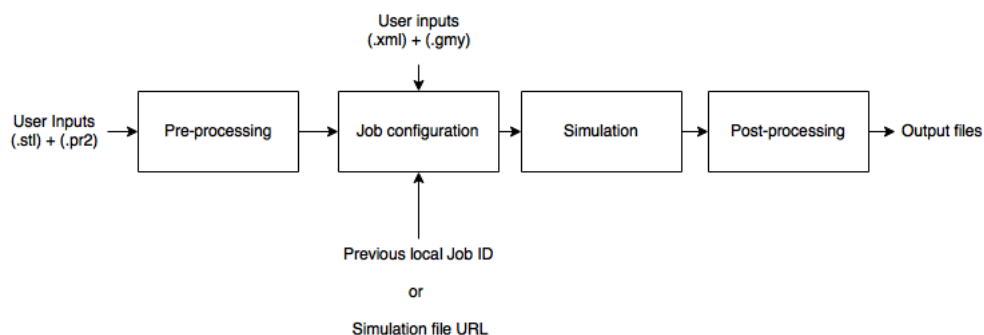 User inputs
(.xml) + (.gmy)
User Inputs
(.stl) + (.pr2)
Pre-processing
Job configuration
Simulation
Post-processing
Output files
Previous local Job ID
or
Simulation file URL